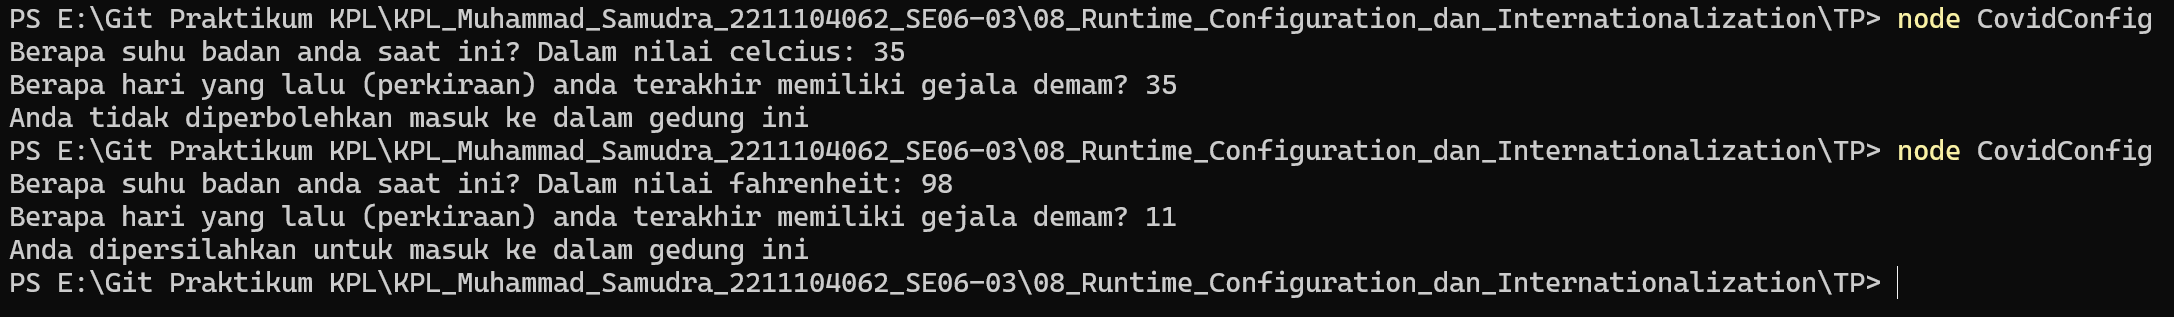 PS E:\Git Praktikum KPL\KPL_Muhammad_Samudra_2211104062_SE06-03\08_Runtime_Configuration_dan_Internationalization\TP> node CovidConfig
Berapa suhu badan anda saat ini? Dalam nilai celcius: 35
Berapa hari yang lalu (perkiraan) anda terakhir memiliki gejala demam? 35
Anda tidak diperbolehkan masuk ke dalam gedung ini
PS E:\Git Praktikum KPL\KPL_Muhammad_Samudra_2211104062_SE06-03\08_Runtime_Configuration_dan_Internationalization\TP> node CovidConfig
Berapa suhu badan anda saat ini? Dalam nilai fahrenheit: 98
Berapa hari yang lalu (perkiraan) anda terakhir memiliki gejala demam? 11
Anda dipersilahkan untuk masuk ke dalam gedung ini
PS E:\Git Praktikum KPL\KPL_Muhammad_Samudra_2211104062_SE06-03\08_Runtime_Configuration_dan_Internationalization\TP>